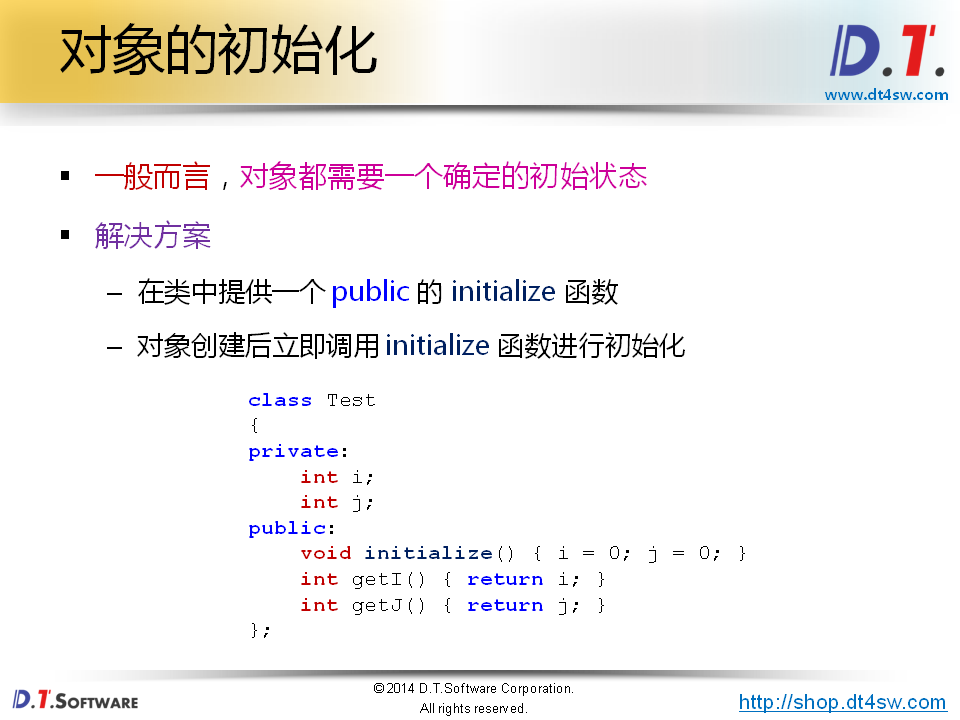 对象的初始化
D.T.
www.dt4sw.com
▪ 一般而言，对象都需要一个确定的初始状态
▪ 解决方案
– 在类中提供一个 public 的 initialize 函数
– 对象创建后立即调用 initialize 函数进行初始化
class Test
{
private:
    int i;
    int j;
public:
    void initialize() { i = 0; j = 0; }
    int getI() { return i; }
    int getJ() { return j; }
};
D.T.SOFTWARE
©2014 D.T.Software Corporation.
All rights reserved.
http://shop.dt4sw.com